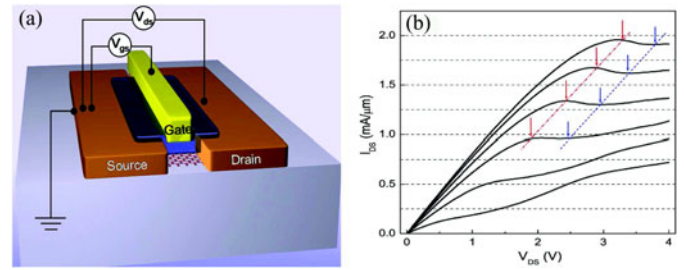 (a)
Vds
Vgs
Gate
Source
Drain
(b)
IDS (mA/μm)
2.0
1.5
1.0
0.5
0.0
0
1
2
3
4
VDS (V)